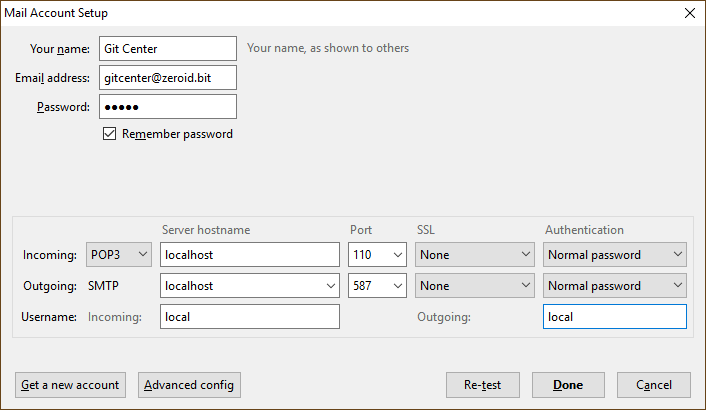 Mail Account Setup
Your name: Git Center Your name, as shown to others
Email address: gitcenter@zeroid.bit
Password: ●●●●●
Remember password
Server hostname Port SSL Authentication
Incoming: POP3 localhost 110 None Normal password
Outgoing: SMTP localhost 587 None Normal password
Username: Incoming: local Outgoing: local
Get a new account Advanced config Re-test Done Cancel